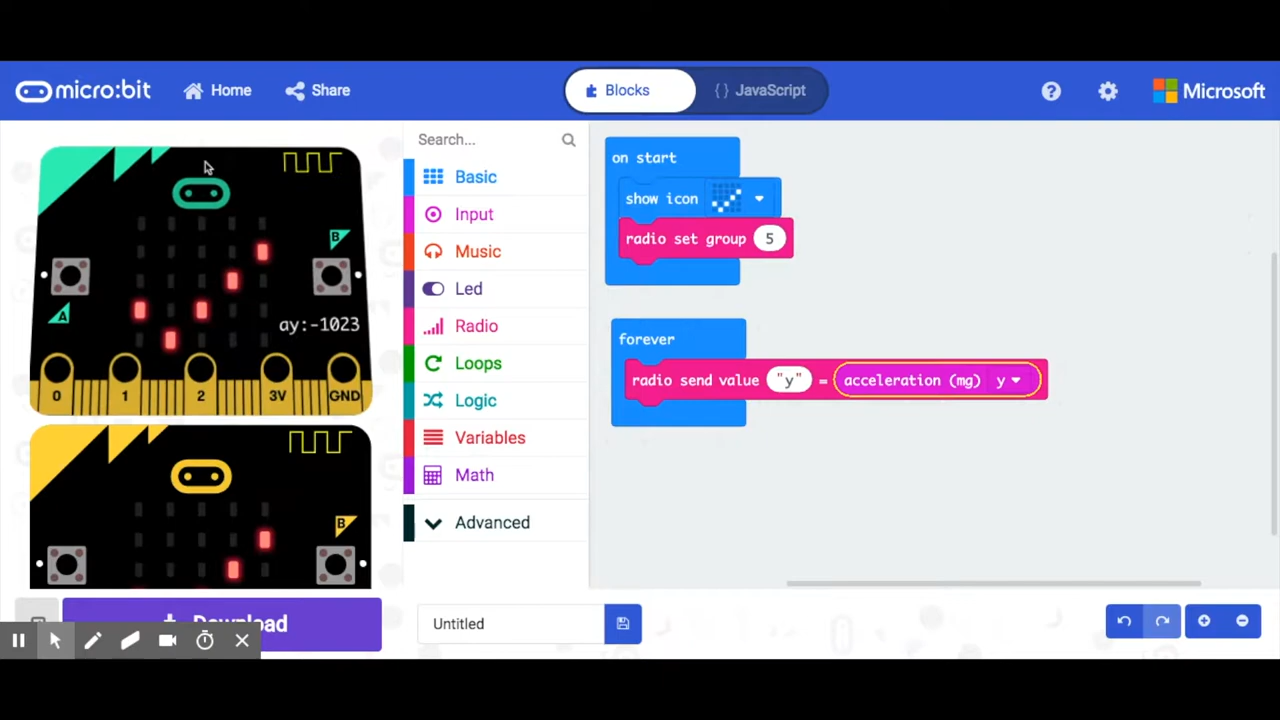 micro:bit Home Share Blocks { } JavaScript ? Microsoft
Search...
Basic
Input
Music
Led
Radio
Loops
Logic
Variables
Math
Advanced
B
A
ay:-1023
0 1 2 3V GND
B
on start
show icon
radio set group 5
forever
radio send value "y" = acceleration (mg) y
Download
Untitled